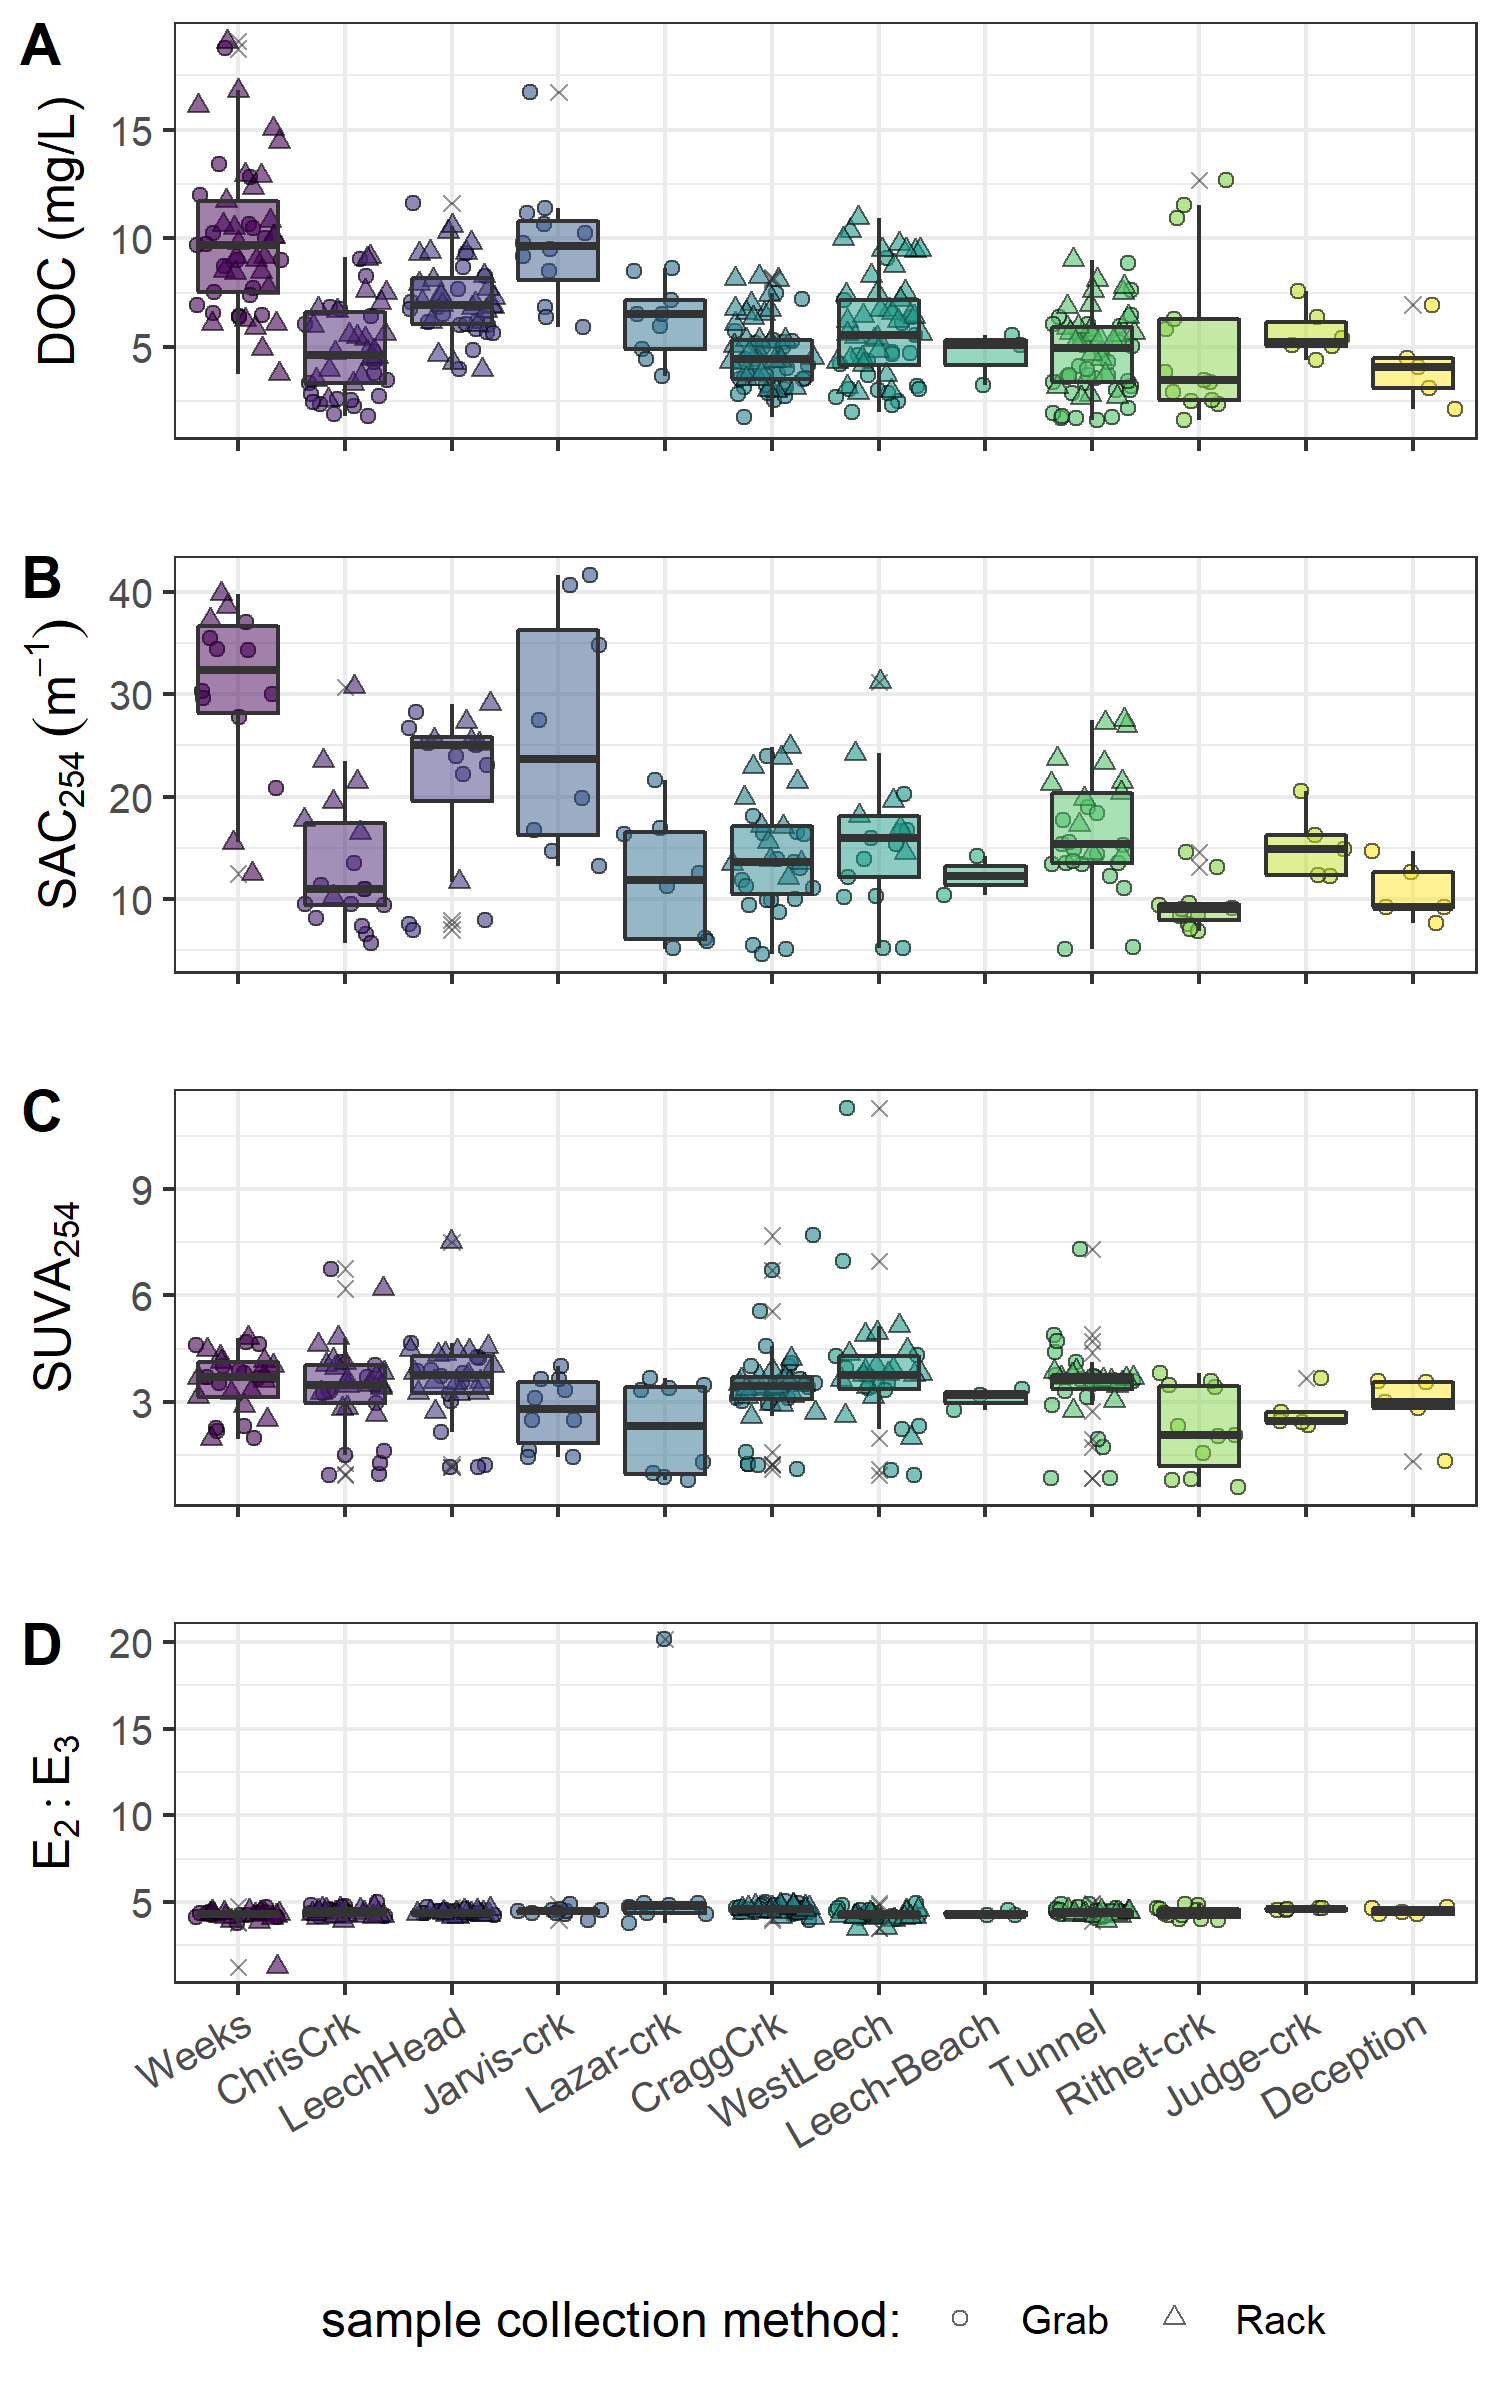 A
DOC (mg/L)
15
10
5
B
SAC₂₅₄ (m⁻¹)
40
30
20
10
C
SUVA₂₅₄
9
6
3
D
E₂ : E₃
20
15
10
5
Weeks
ChrisCrk
LeechHead
Jarvis-crk
Lazar-crk
CraggCrk
WestLeech
Leech-Beach
Tunnel
Rithet-crk
Judge-crk
Deception
sample collection method: Grab Rack